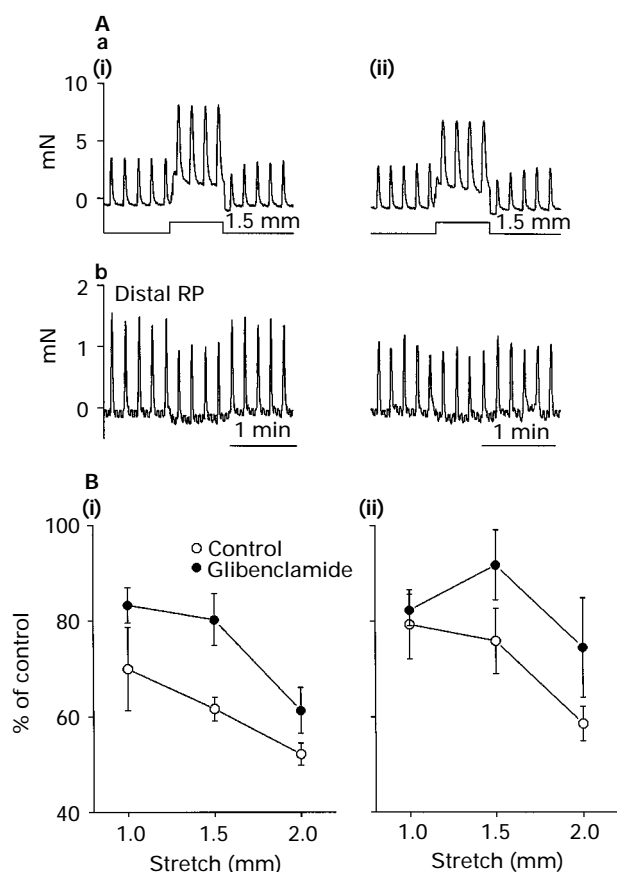 A
a
(i)
(ii)
10
5
0
mN
1.5 mm
1.5 mm
b
Distal RP
2
1
0
mN
1 min
1 min
B
(i)
(ii)
100
80
60
40
% of control
Control
Glibenclamide
1.0 1.5 2.0
1.0 1.5 2.0
Stretch (mm)
Stretch (mm)